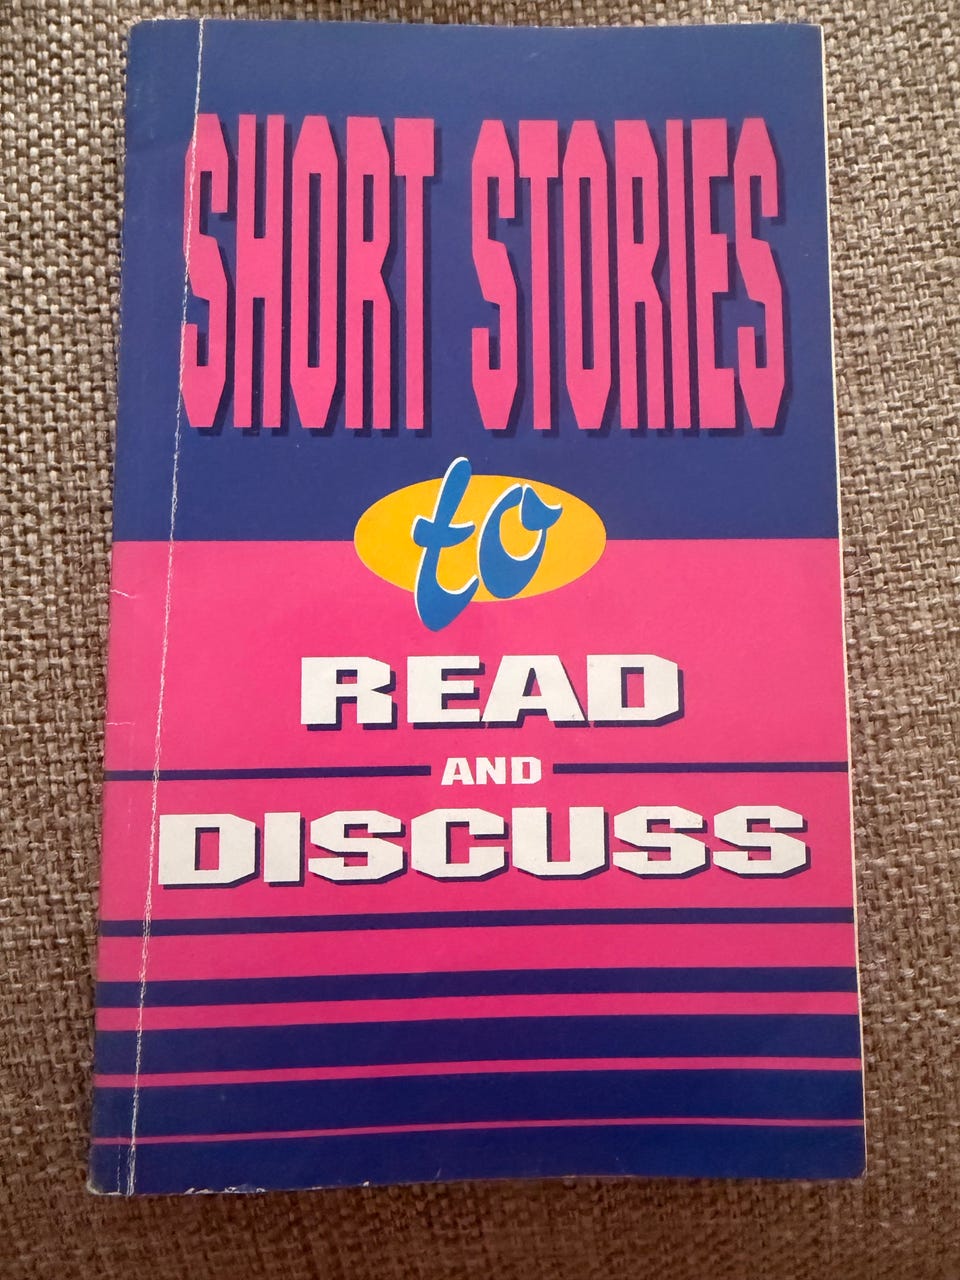 SHORT STORIES
to
READ
AND
DISCUSS